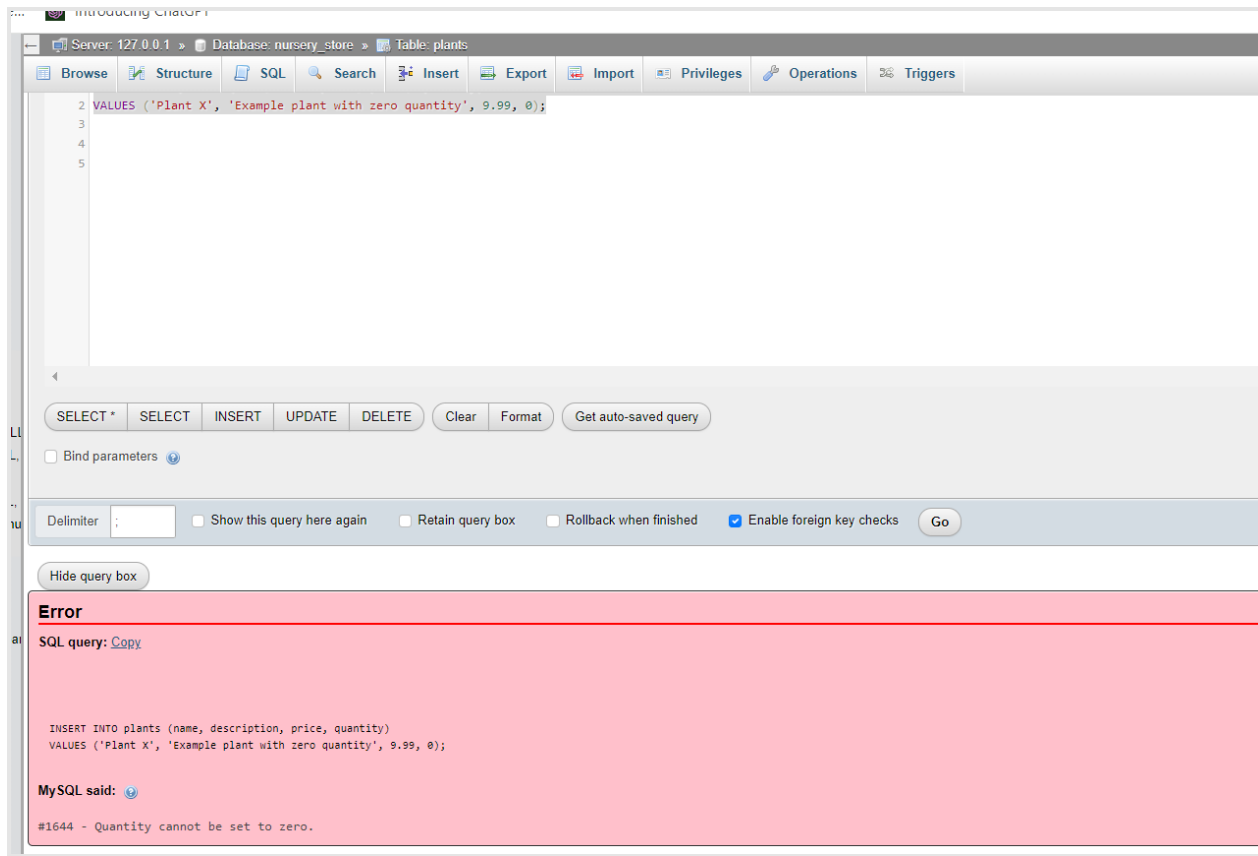 Introducing ChatGPT
Server: 127.0.0.1 » Database: nursery_store » Table: plants
Browse Structure SQL Search Insert Export Import Privileges Operations Triggers
2 VALUES ('Plant X', 'Example plant with zero quantity', 9.99, 0);
3
4
5
SELECT * SELECT INSERT UPDATE DELETE Clear Format Get auto-saved query
Bind parameters
Delimiter ; Show this query here again Retain query box Rollback when finished Enable foreign key checks Go
Hide query box
Error
SQL query: Copy
INSERT INTO plants (name, description, price, quantity)
VALUES ('Plant X', 'Example plant with zero quantity', 9.99, 0);
MySQL said:
#1644 - Quantity cannot be set to zero.